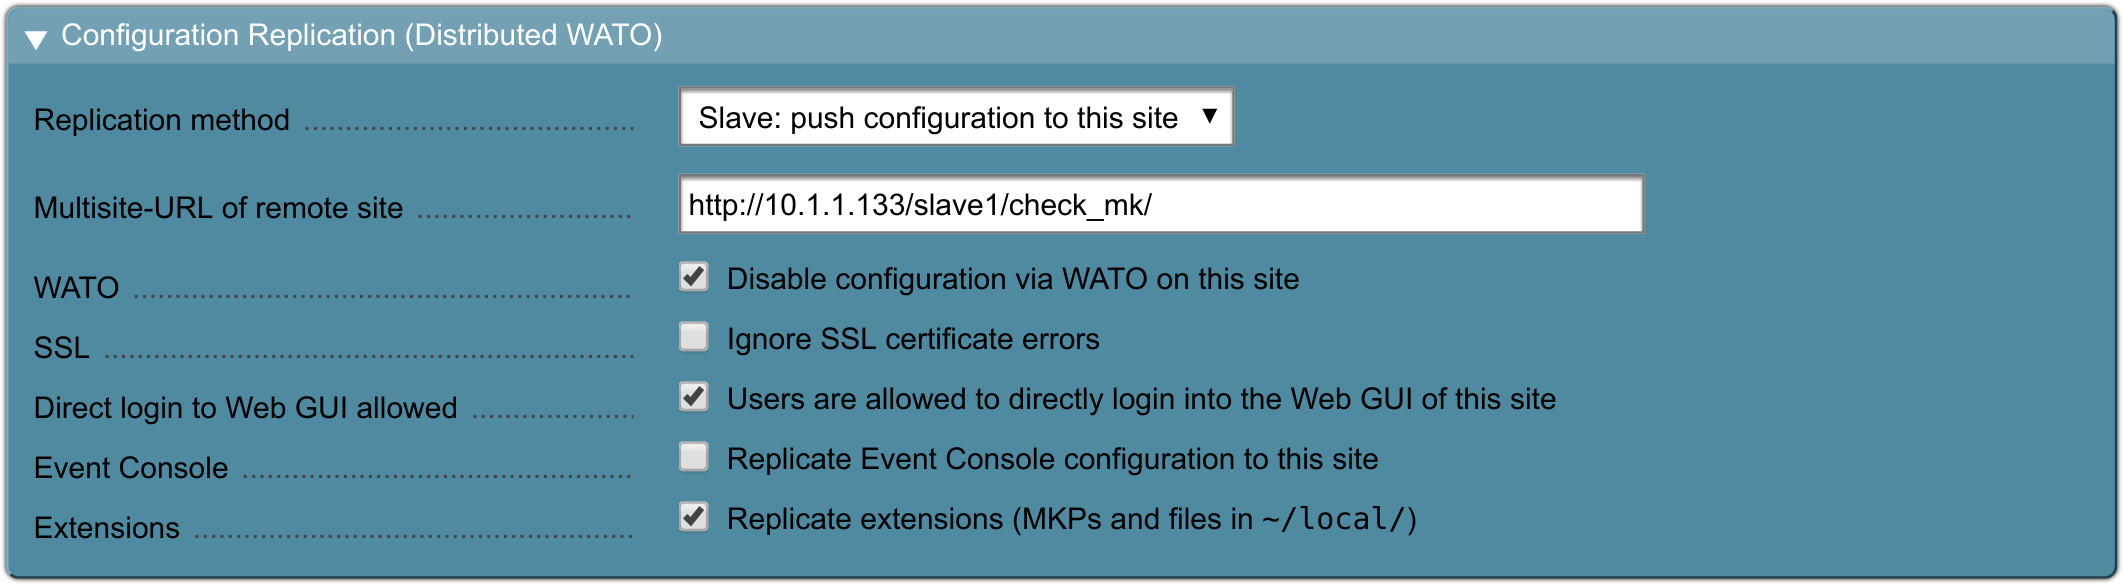 Configuration Replication (Distributed WATO)
Replication method Slave: push configuration to this site
Multisite-URL of remote site http://10.1.1.133/slave1/check_mk/
WATO Disable configuration via WATO on this site
SSL Ignore SSL certificate errors
Direct login to Web GUI allowed Users are allowed to directly login into the Web GUI of this site
Event Console Replicate Event Console configuration to this site
Extensions Replicate extensions (MKPs and files in ~/local/)